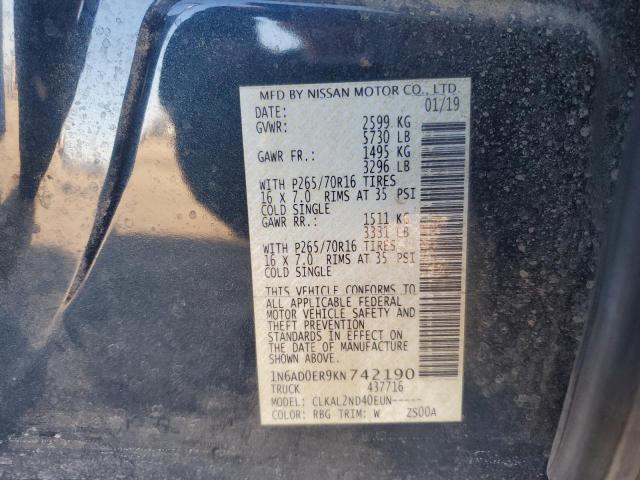 MFD BY NISSAN MOTOR CO., LTD.
DATE: 01/19
GVWR: 2599 KG
5730 LB
GAWR FR.: 1495 KG
3296 LB
WITH P265/70R16 TIRES
16 X 7.0 RIMS AT 35 PSI
COLD SINGLE
GAWR RR.: 1511 KG
3331 LB
WITH P265/70R16 TIRES
16 X 7.0 RIMS AT 35 PSI
COLD SINGLE
THIS VEHICLE CONFORMS TO
ALL APPLICABLE FEDERAL
MOTOR VEHICLE SAFETY AND
THEFT PREVENTION
STANDARDS IN EFFECT ON
THE DATE OF MANUFACTURE
SHOWN ABOVE.
1N6AD0ER9KN742190
TRUCK 437716
MODEL: CLKAL2ND40EUN-----
COLOR: RBG TRIM: W ZS00A